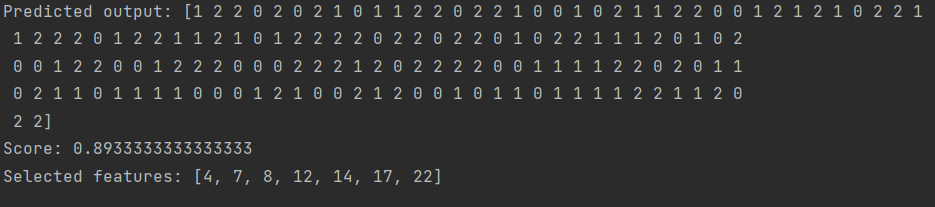 Predicted output: [1 2 2 0 2 0 2 1 0 1 1 2 2 0 2 2 1 0 0 1 0 2 1 1 2 2 0 0 1 2 1 2 1 0 2 2 1
1 2 2 2 0 1 2 2 1 1 2 1 0 1 2 2 2 2 0 2 2 0 2 2 0 1 0 2 2 1 1 1 2 0 1 0 2
0 0 1 2 2 0 0 1 2 2 2 0 0 0 2 2 2 1 2 0 2 2 2 2 0 0 1 1 1 1 2 2 0 2 0 1 1
0 2 1 1 0 1 1 1 1 0 0 0 1 2 1 0 0 2 1 2 0 0 1 0 1 1 0 1 1 1 1 2 2 1 1 2 0
2 2]
Score: 0.8933333333333333
Selected features: [4, 7, 8, 12, 14, 17, 22]